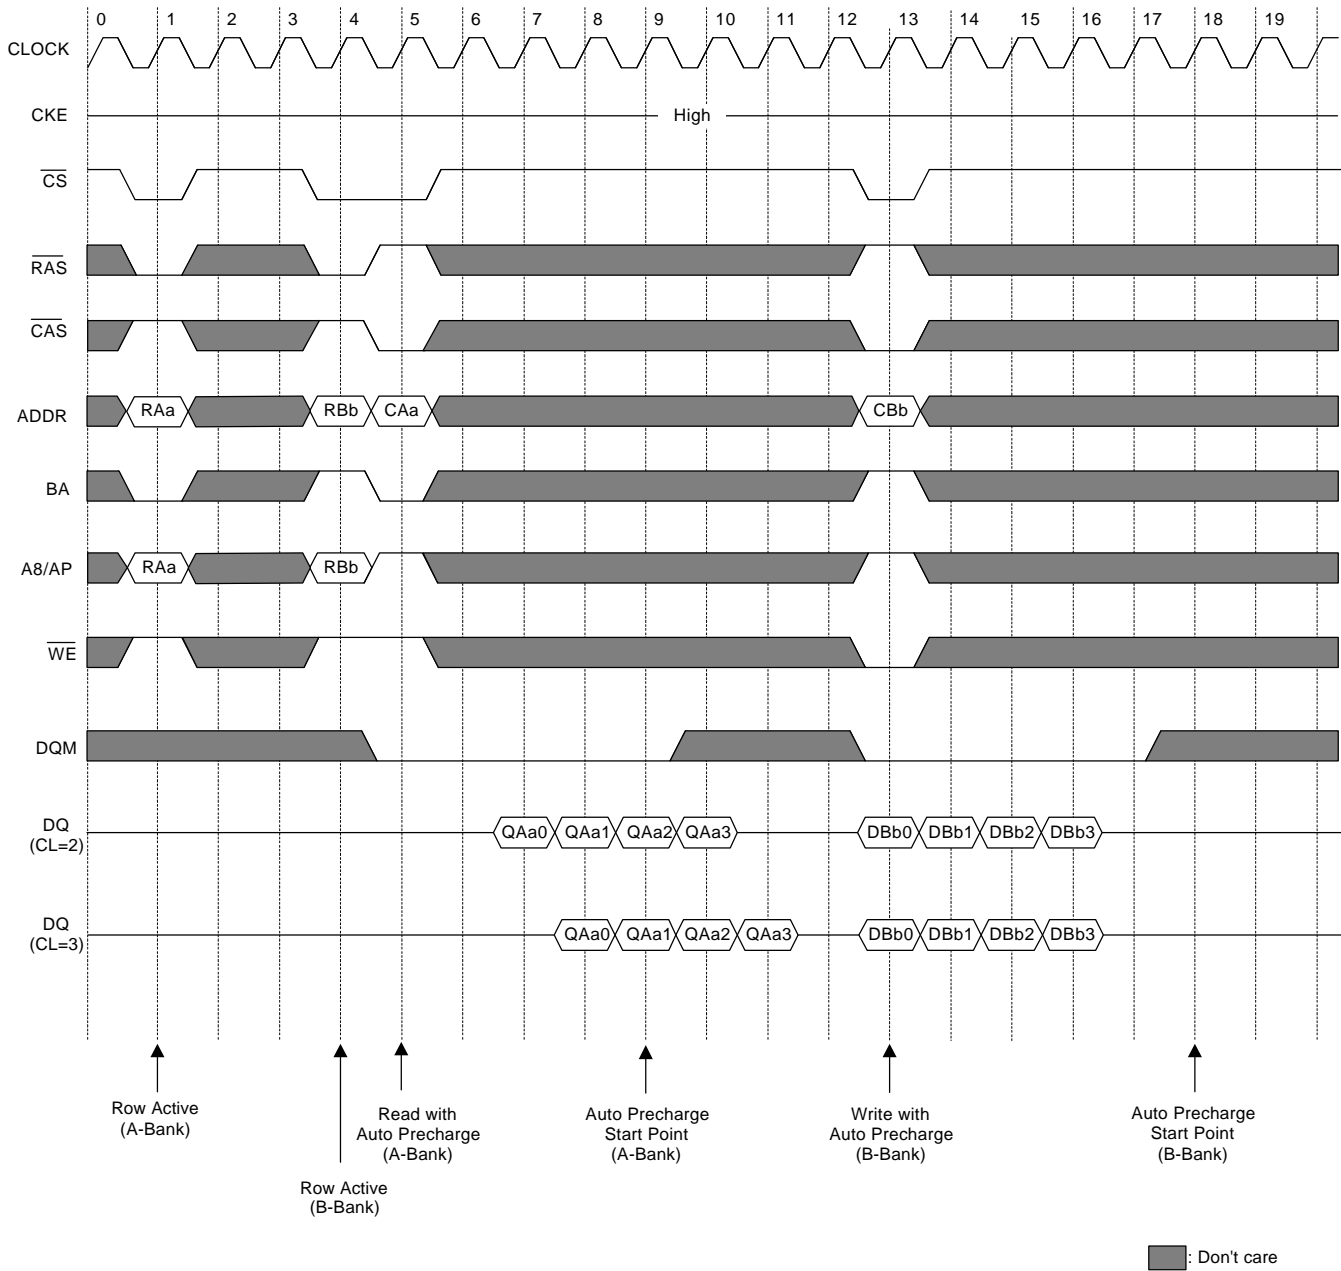 0 1 2 3 4 5 6 7 8 9 10 11 12 13 14 15 16 17 18 19
CLOCK
CKE High
CS
RAS
CAS
ADDR RAa RBb CAa CBb
BA
A8/AP RAa RBb
WE
DQM
DQ
(CL=2) QAa0 QAa1 QAa2 QAa3 DBb0 DBb1 DBb2 DBb3
DQ
(CL=3) QAa0 QAa1 QAa2 QAa3 DBb0 DBb1 DBb2 DBb3
Row Active
(A-Bank)
Row Active
(B-Bank)
Read with
Auto Precharge
(A-Bank)
Auto Precharge
Start Point
(A-Bank)
Write with
Auto Precharge
(B-Bank)
Auto Precharge
Start Point
(B-Bank)
: Don't care